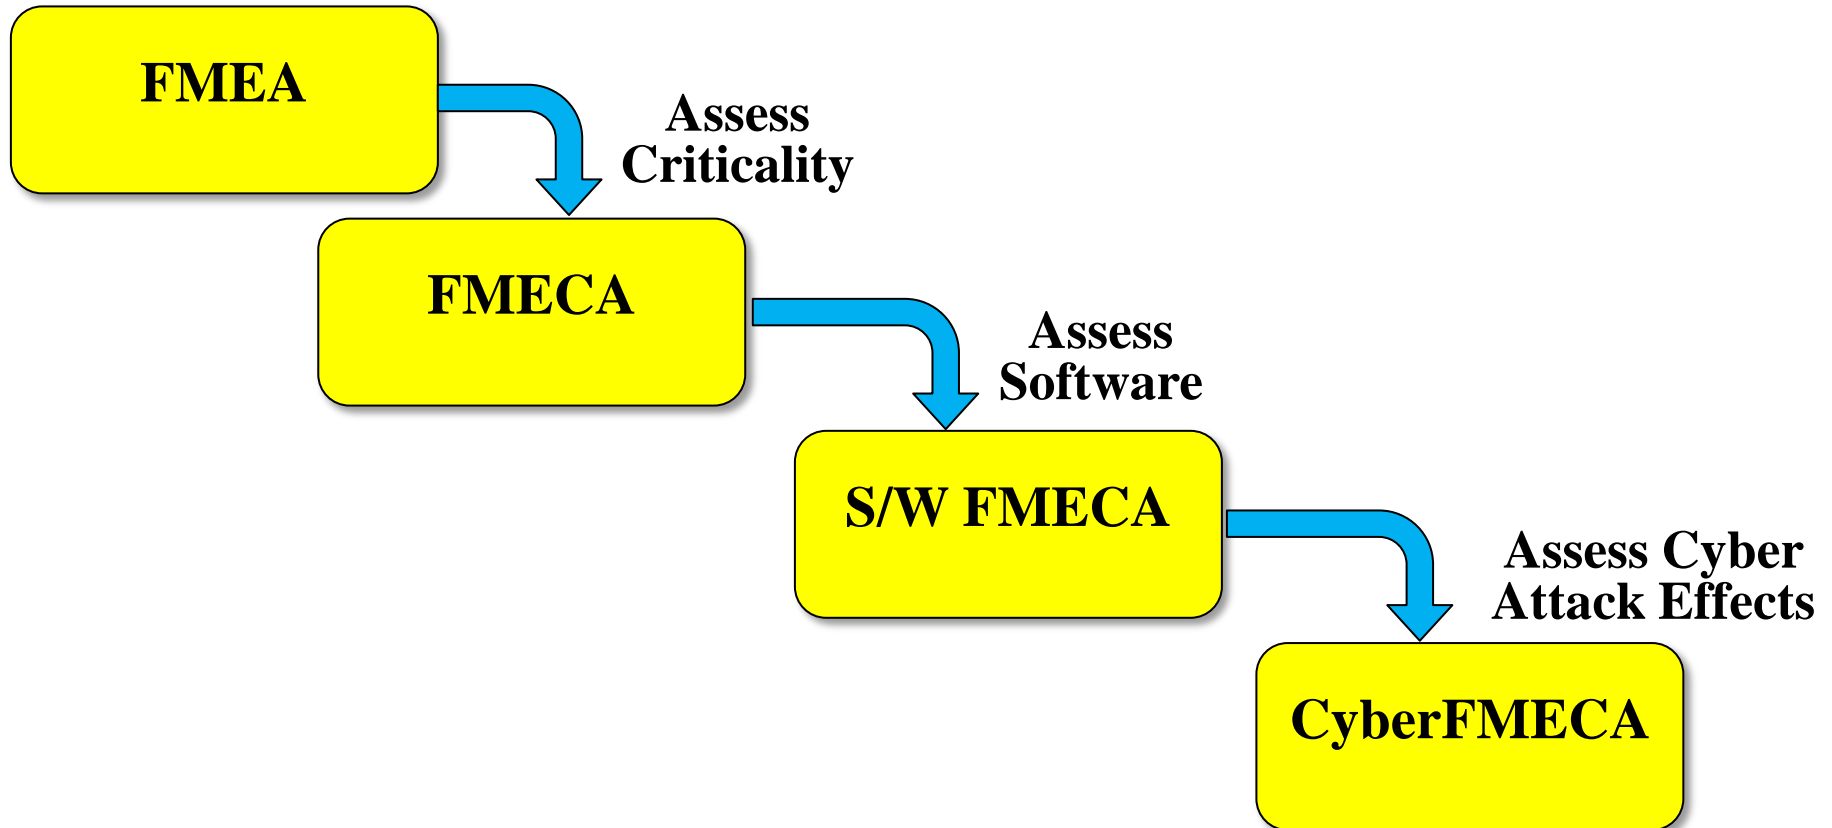 FMEA
Assess
Criticality
FMECA
Assess
Software
S/W FMECA
Assess Cyber
Attack Effects
CyberFMECA